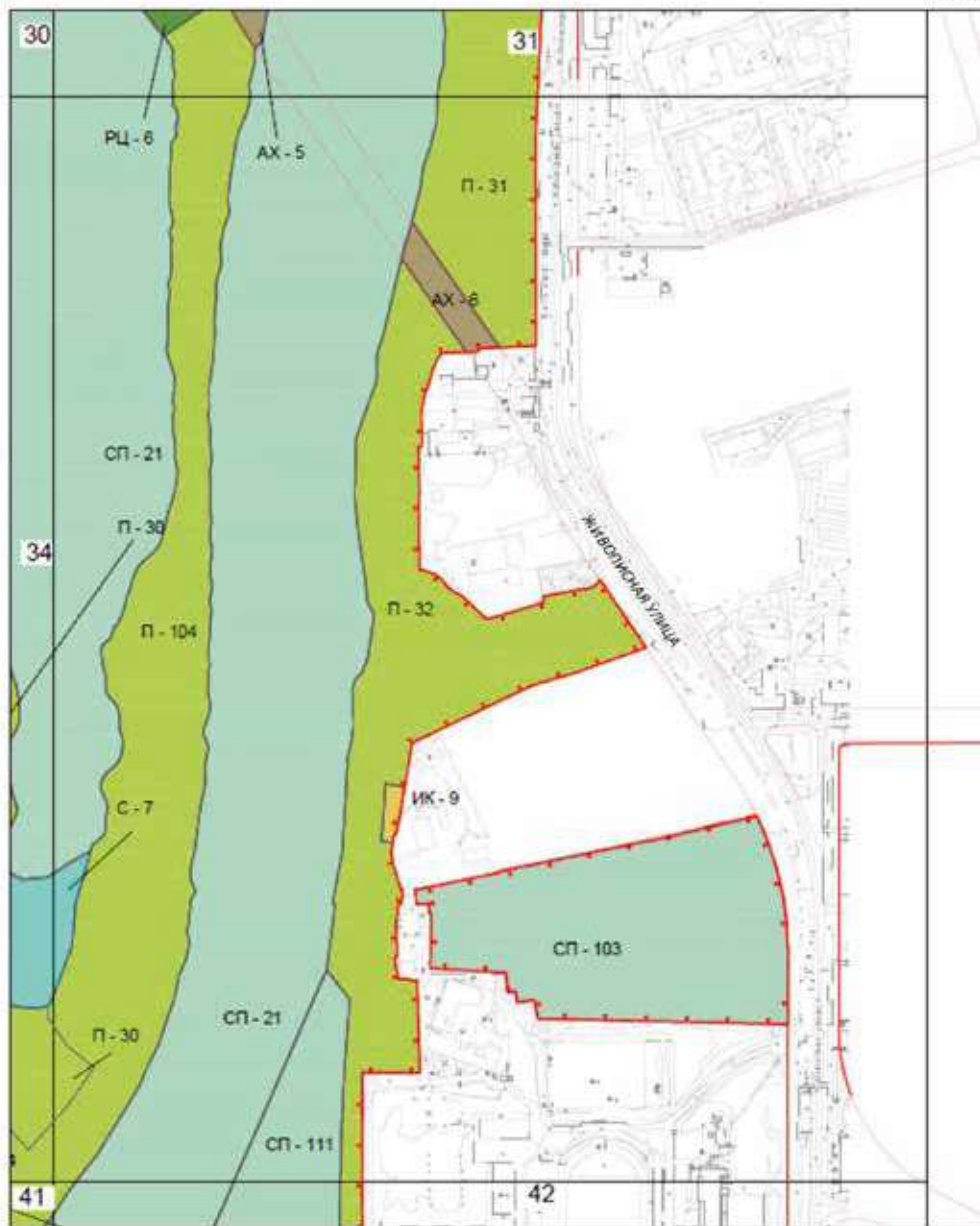 30
31
РЦ - 6
АХ - 5
П - 31
АХ - 6
СП - 21
П - 30
34
ЖИВОПИСНАЯ УЛИЦА
П - 32
П - 104
ИК - 9
С - 7
СП - 103
СП - 21
П - 30
СП - 111
41
42